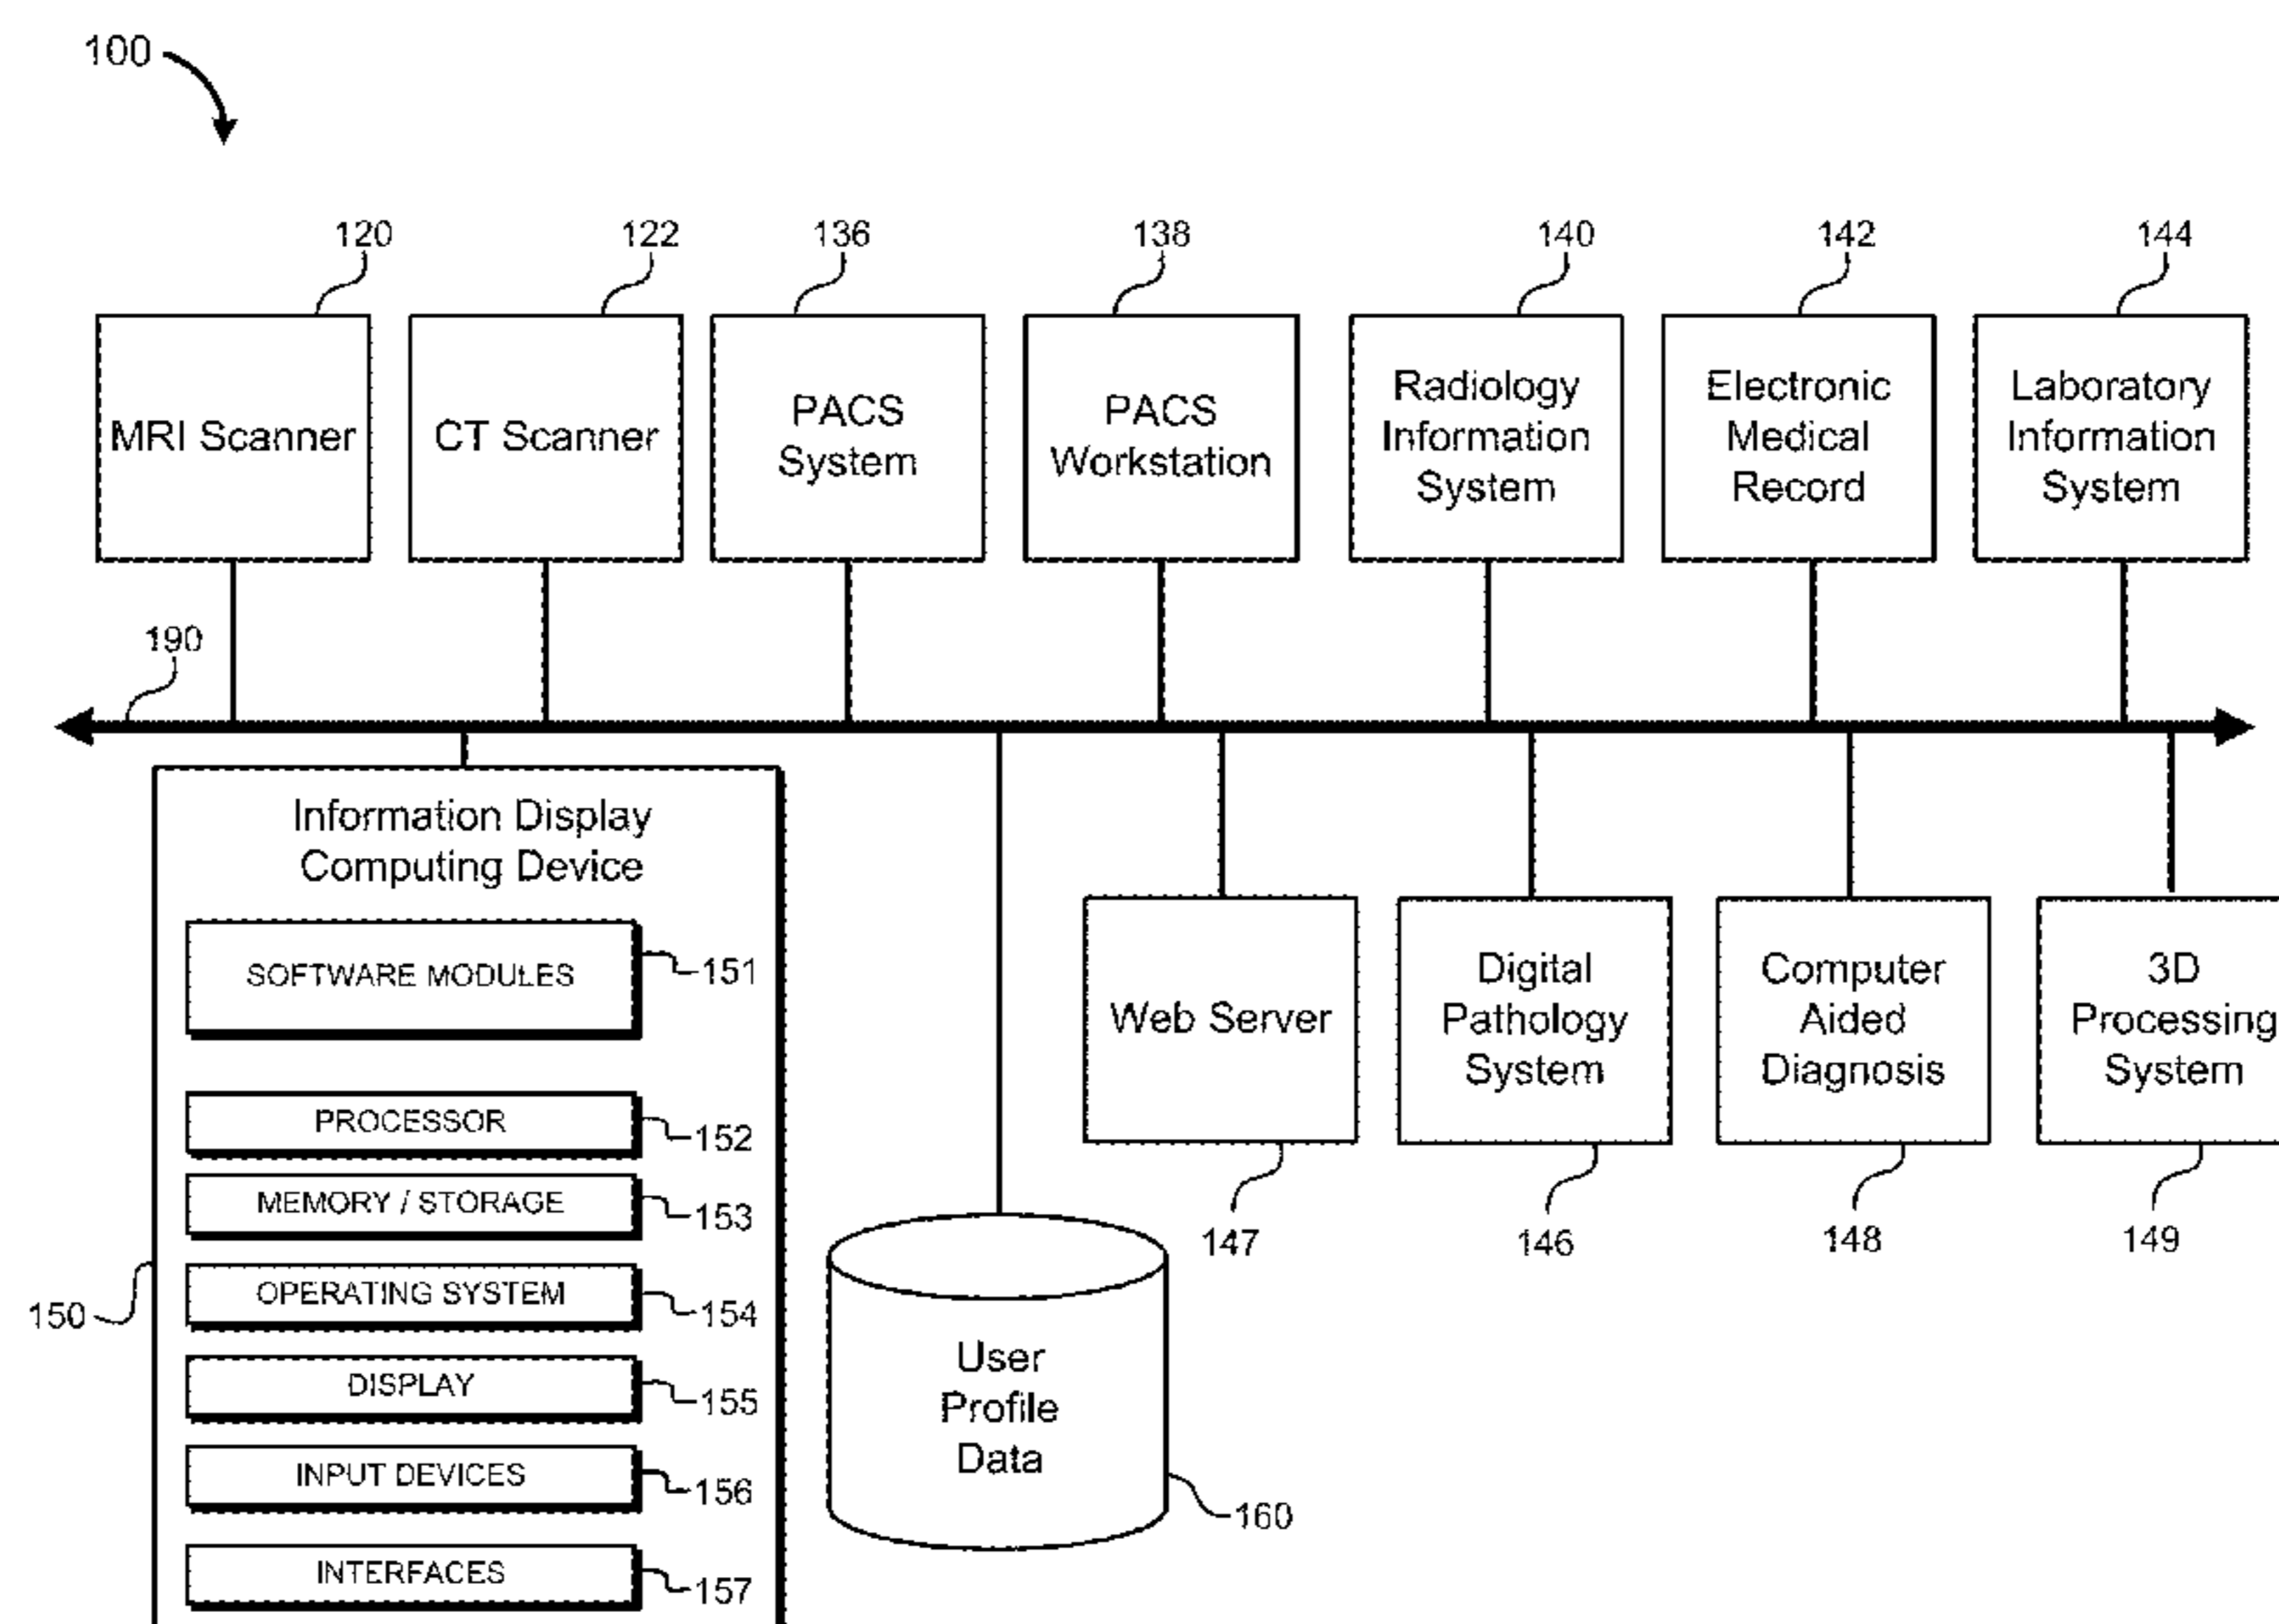 100
120
122
136
138
140
142
144
MRI Scanner
CT Scanner
PACS
System
PACS
Workstation
Radiology
Information
System
Electronic
Medical
Record
Laboratory
Information
System
190
Information Display
Computing Device
SOFTWARE MODULES
151
PROCESSOR
152
MEMORY / STORAGE
153
OPERATING SYSTEM
154
DISPLAY
155
INPUT DEVICES
156
INTERFACES
157
150
User
Profile
Data
160
Web Server
147
Digital
Pathology
System
146
Computer
Aided
Diagnosis
148
3D
Processing
System
149